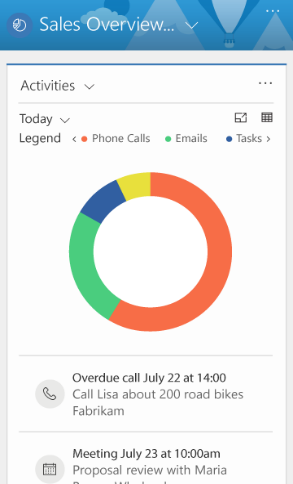 Sales Overview...
Activities
Today
Legend Phone Calls Emails Tasks
Overdue call July 22 at 14:00
Call Lisa about 200 road bikes
Fabrikam
Meeting July 23 at 10:00am
Proposal review with Maria